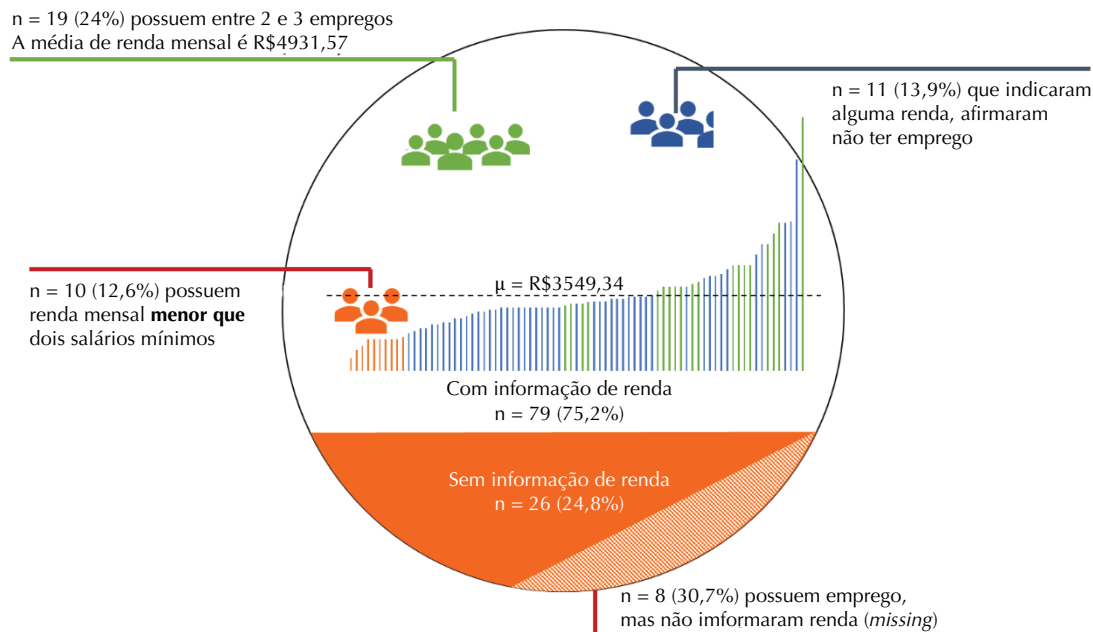 n = 19 (24%) possuem entre 2 e 3 empregos
A média de renda mensal é R$4931,57
n = 11 (13,9%) que indicaram
alguma renda, afirmaram
não ter emprego
n = 10 (12,6%) possuem
renda mensal menor que
dois salários mínimos
μ = R$3549,34
Com informação de renda
n = 79 (75,2%)
Sem informação de renda
n = 26 (24,8%)
n = 8 (30,7%) possuem emprego,
mas não imformaram renda (missing)